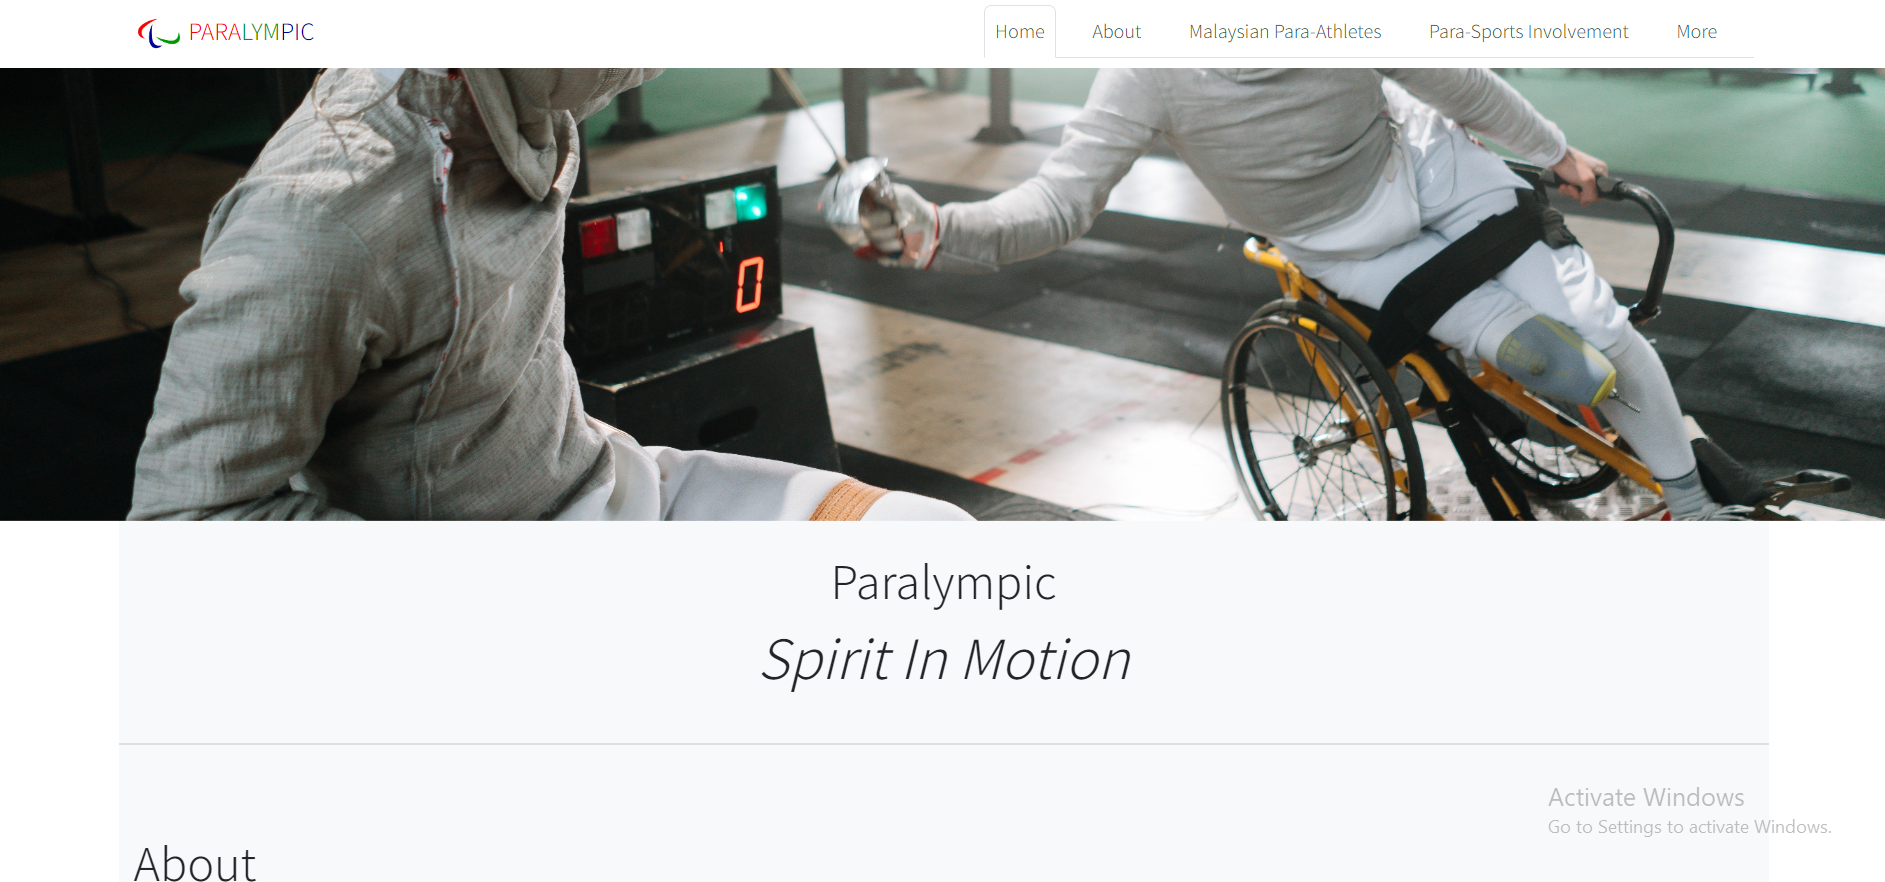 PARALYMPIC
Home About Malaysian Para-Athletes Para-Sports Involvement More
0
Paralympic
Spirit In Motion
Activate Windows
Go to Settings to activate Windows.
About